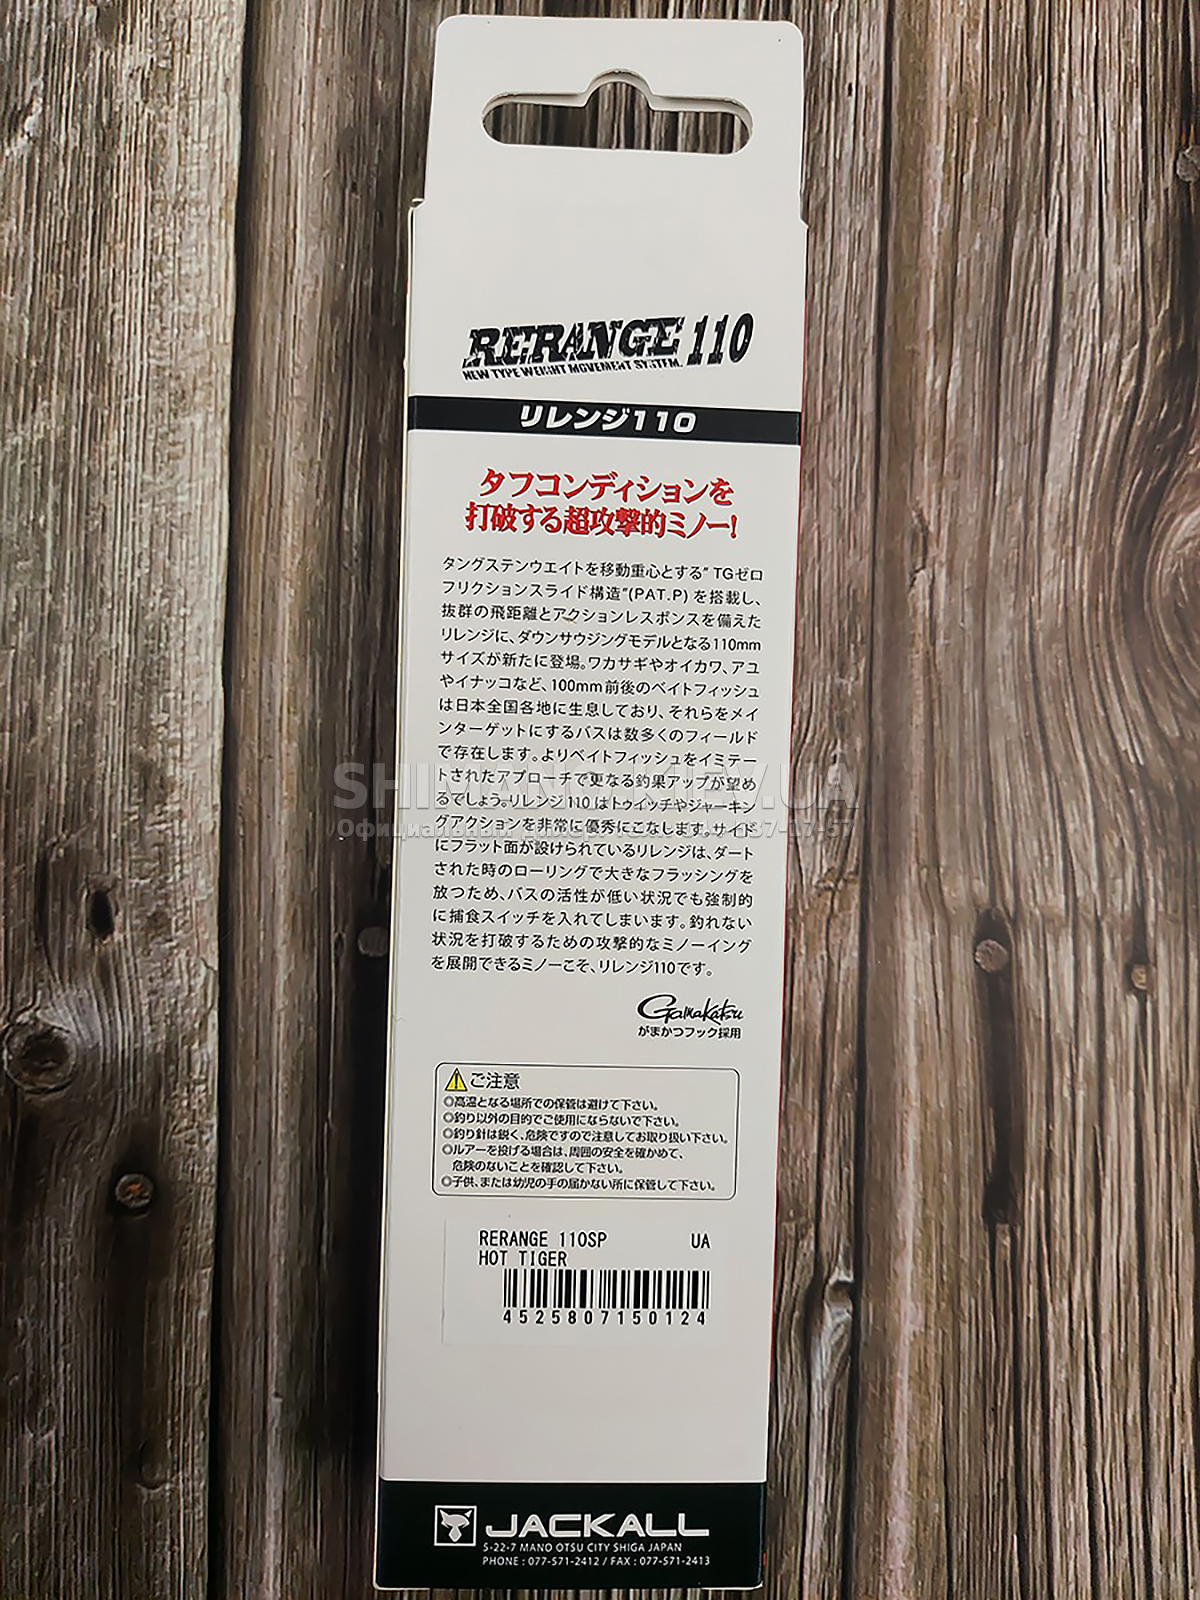 RERANGE 110
NEW TYPE WEIGHT MOVEMENT SYSTEM.
リレンジ110
タフコンディションを
打破する超攻撃的ミノー!
タングステンウエイトを移動重心とする"TGゼロ
フリクションスライド構造"(PAT.P)を搭載し、
抜群の飛距離とアクションレスポンスを備えた
リレンジに、ダウンサウジングモデルとなる110mm
サイズが新たに登場。ワカサギやオイカワ、アユ
やイナッコなど、100mm前後のベイトフィッシュ
は日本全国各地に生息しており、それらをメイ
ンターゲットにするバスは数多くのフィールド
で存在します。よりベイトフィッシュをイミテー
トされたアプローチで更なる釣果アップが望め
るでしょう。リレンジ110はトゥイッチやジャーキン
グアクションを非常に優秀にこなします。サイド
にフラット面が設けられているリレンジは、ダート
された時のローリングで大きなフラッシングを
放つため、バスの活性が低い状況でも強制的
に捕食スイッチを入れてしまいます。釣れない
状況を打破するための攻撃的なミノーイング
を展開できるミノーこそ、リレンジ110です。
SHIMANO.KIEV.UA
Официальный
Gamakatsu
がまかつフック採用
ご注意
◎高温となる場所での保管は避けて下さい。
◎釣り以外の目的でご使用にならないで下さい。
◎釣り針は鋭く、危険ですので注意してお取り扱い下さい。
◎ルアーを投げる場合は、周囲の安全を確かめて、
危険のないことを確認して下さい。
◎子供、または幼児の手の届かない所に保管して下さい。
RERANGE 110SP UA
HOT TIGER
4525807150124
JACKALL
5-22-7 MANO OTSU CITY SHIGA JAPAN
PHONE : 077-571-2412 / FAX : 077-571-2413